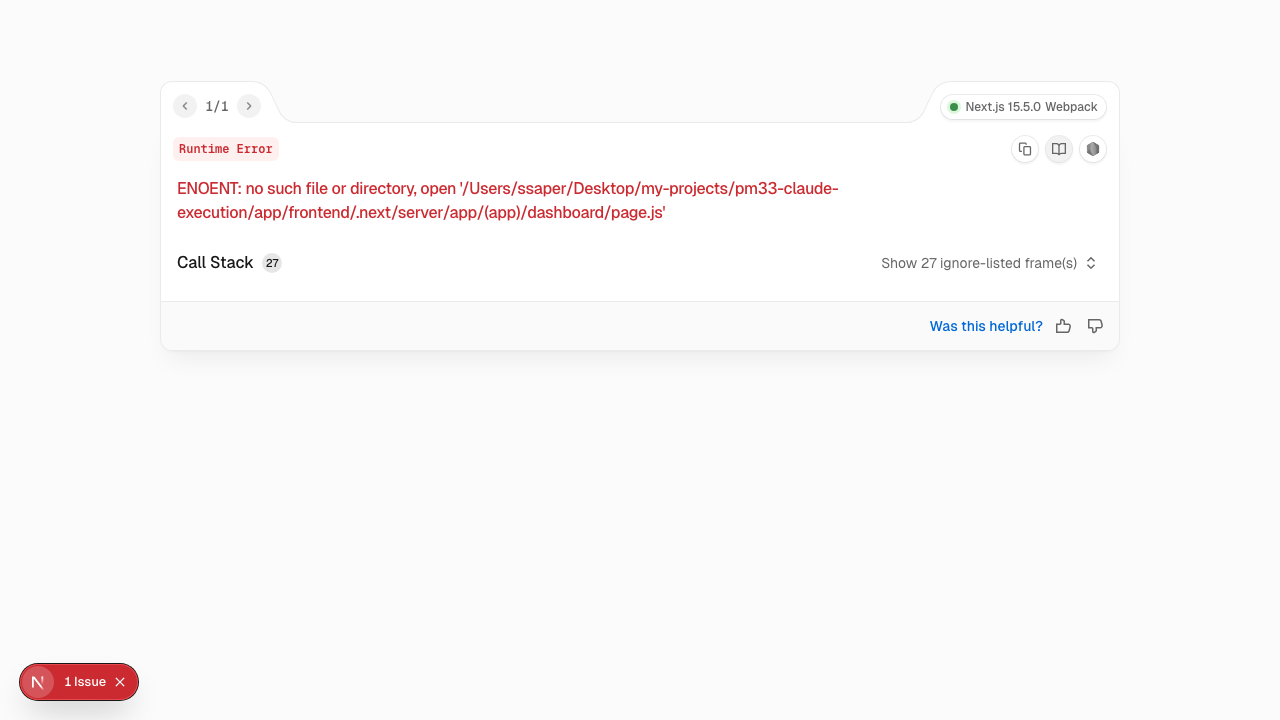 1/1
Next.js 15.5.0 Webpack
Runtime Error
ENOENT: no such file or directory, open '/Users/ssaper/Desktop/my-projects/pm33-claude-
execution/app/frontend/.next/server/app/(app)/dashboard/page.js'
Call Stack 27
Show 27 ignore-listed frame(s)
Was this helpful?
N 1 Issue